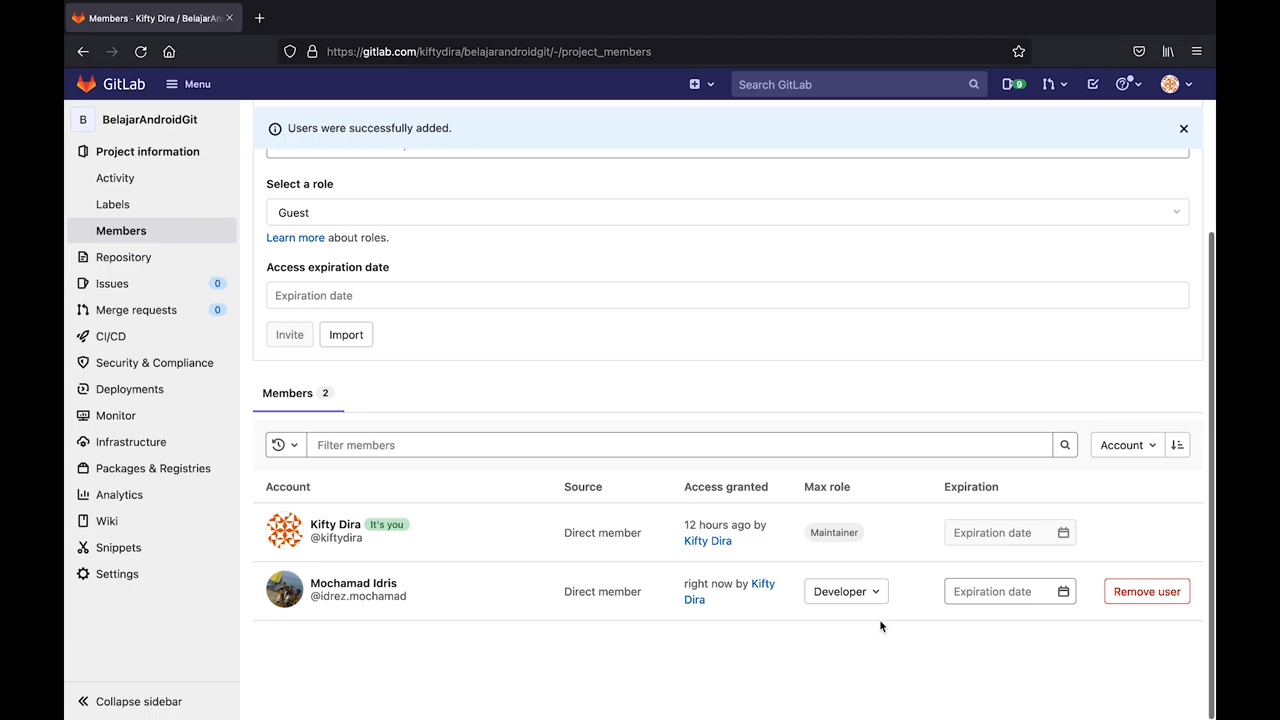 Members - Kifty Dira / BelajarAn
https://gitlab.com/kiftydira/belajarandroidgit/-/project_members
GitLab
Menu
Search GitLab
9
B
BelajarAndroidGit
Project information
Activity
Labels
Members
Repository
Issues
0
Merge requests
0
CI/CD
Security & Compliance
Deployments
Monitor
Infrastructure
Packages & Registries
Analytics
Wiki
Snippets
Settings
Collapse sidebar
Users were successfully added.
Select a role
Guest
Learn more about roles.
Access expiration date
Expiration date
Invite
Import
Members 2
Filter members
Account
Account
Source
Access granted
Max role
Expiration
Kifty Dira It's you
@kiftydira
Direct member
12 hours ago by
Kifty Dira
Maintainer
Expiration date
Mochamad Idris
@idrez.mochamad
Direct member
right now by Kifty
Dira
Developer
Expiration date
Remove user